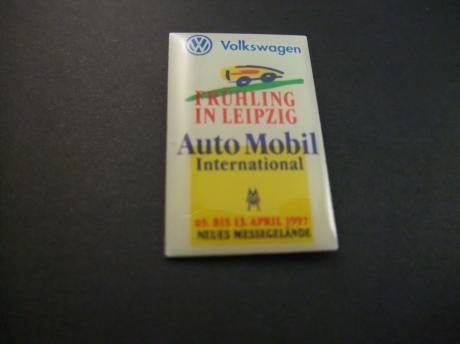 Volkswagen
FRÜHLING
IN LEIPZIG
Auto Mobil
International
05. BIS 13. APRIL 1997
NEUES MESSEGELÄNDE